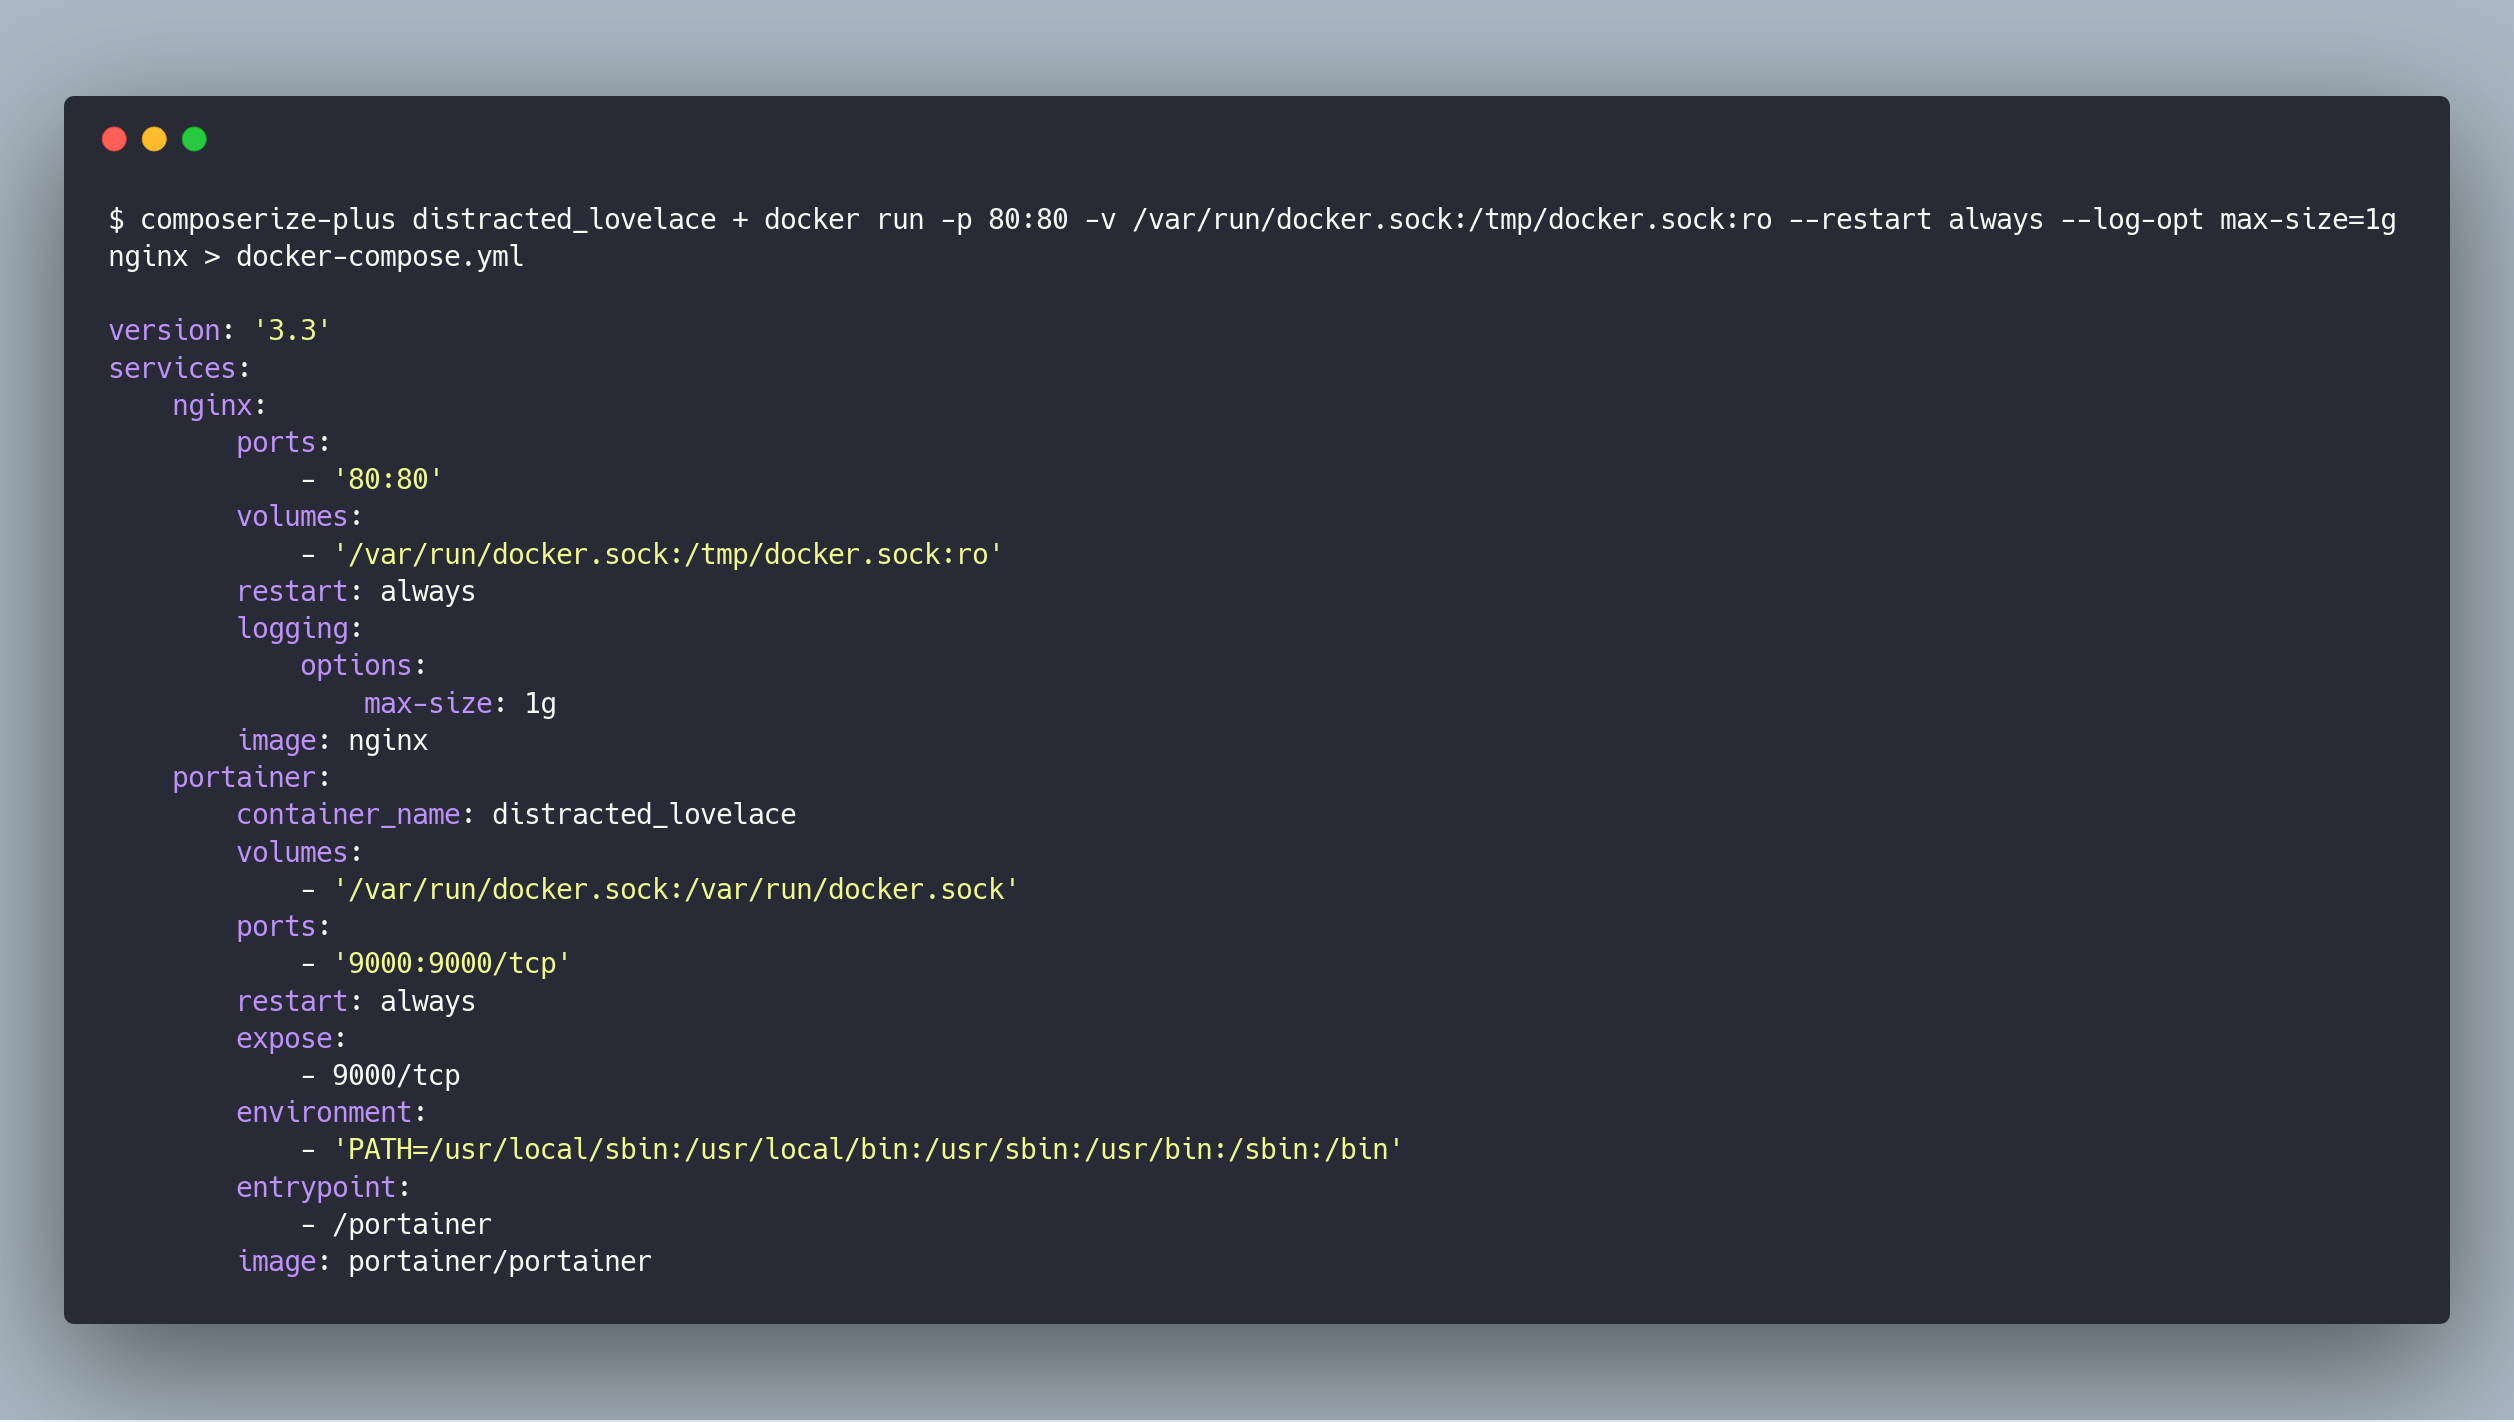 $ composerize-plus distracted_lovelace + docker run -p 80:80 -v /var/run/docker.sock:/tmp/docker.sock:ro --restart always --log-opt max-size=1g
nginx > docker-compose.yml

version: '3.3'
services:
    nginx:
        ports:
            - '80:80'
        volumes:
            - '/var/run/docker.sock:/tmp/docker.sock:ro'
        restart: always
        logging:
            options:
                max-size: 1g
        image: nginx
    portainer:
        container_name: distracted_lovelace
        volumes:
            - '/var/run/docker.sock:/var/run/docker.sock'
        ports:
            - '9000:9000/tcp'
        restart: always
        expose:
            - 9000/tcp
        environment:
            - 'PATH=/usr/local/sbin:/usr/local/bin:/usr/sbin:/usr/bin:/sbin:/bin'
        entrypoint:
            - /portainer
        image: portainer/portainer